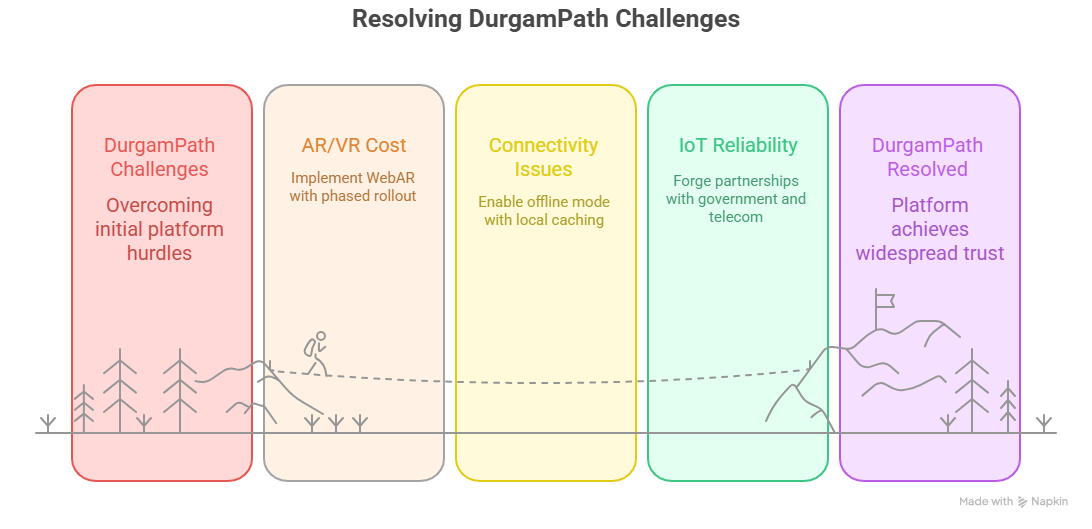 Resolving DurgamPath Challenges
DurgamPath
Challenges
Overcoming
initial platform
hurdles
AR/VR Cost
Implement WebAR
with phased rollout
Connectivity
Issues
Enable offline mode
with local caching
IoT Reliability
Forge partnerships
with government and
telecom
DurgamPath
Resolved
Platform
achieves
widespread trust
Made with Napkin